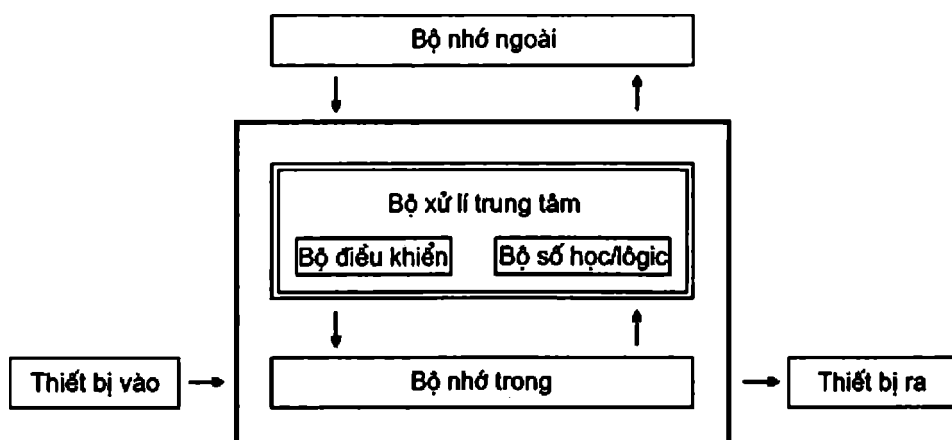 Bộ nhớ ngoài
Bộ xử lí trung tâm
Bộ điều khiển
Bộ số học/lôgic
Thiết bị vào
Bộ nhớ trong
Thiết bị ra